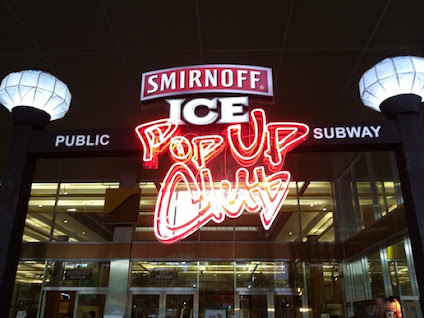 SMIRNOFF
ICE
PUBLIC POP UP SUBWAY
Club